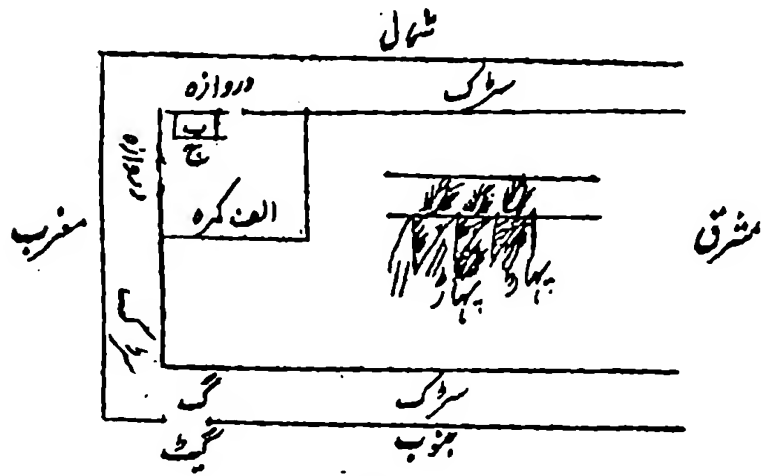 شمال
سڑک
دروازہ
ب
ج
دروازہ
الف کمرہ
مغرب
مشرق
پہاڑ
پہاڑ
سڑک
گ
سڑک
گیٹ
جنوب